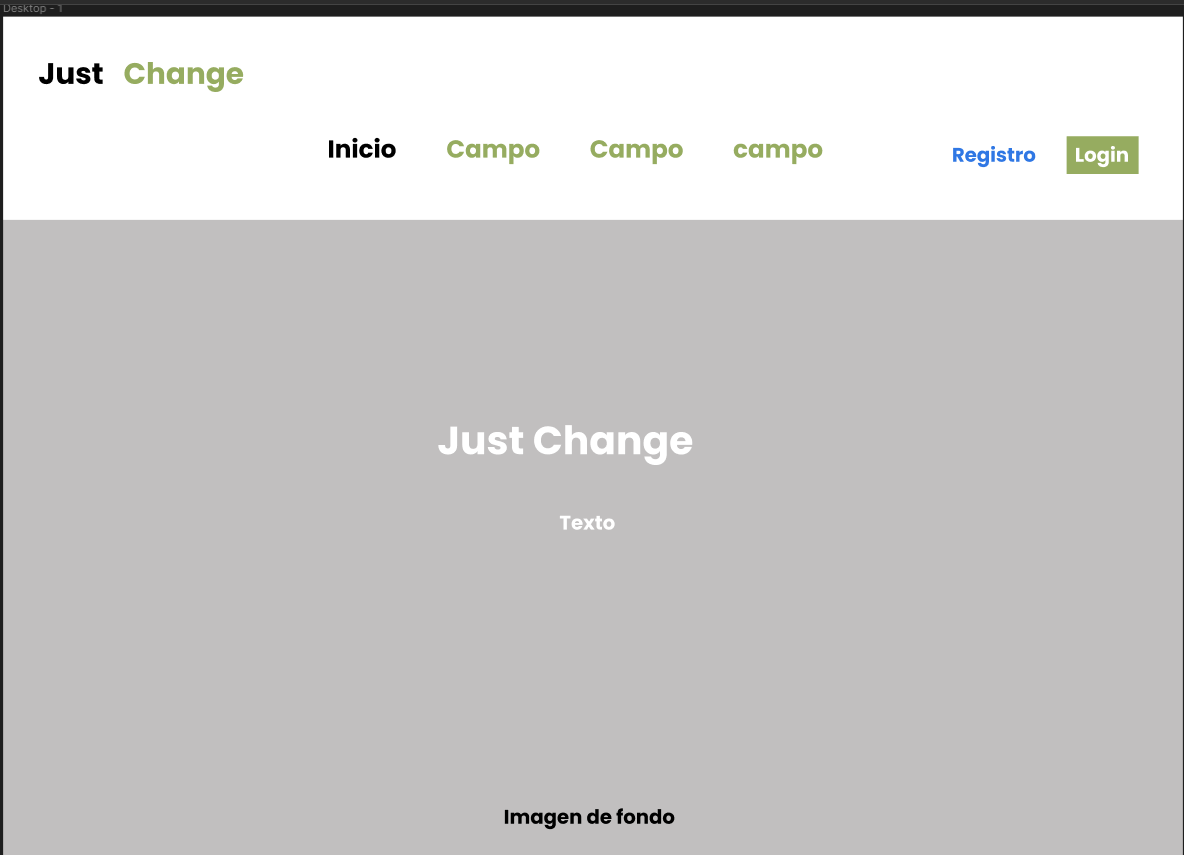 Desktop - 1
Just Change
Inicio Campo Campo campo Registro Login
Just Change
Texto
Imagen de fondo